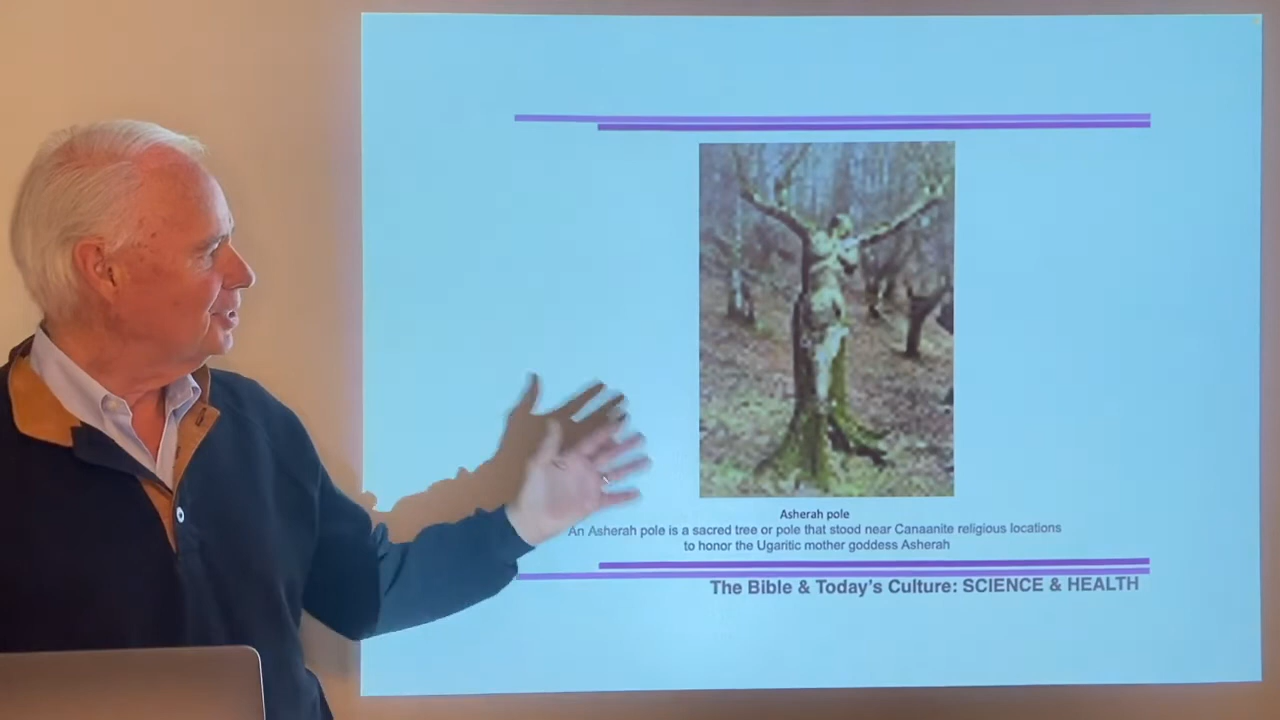 Asherah pole
An Asherah pole is a sacred tree or pole that stood near Canaanite religious locations
to honor the Ugaritic mother goddess Asherah
The Bible & Today's Culture: SCIENCE & HEALTH